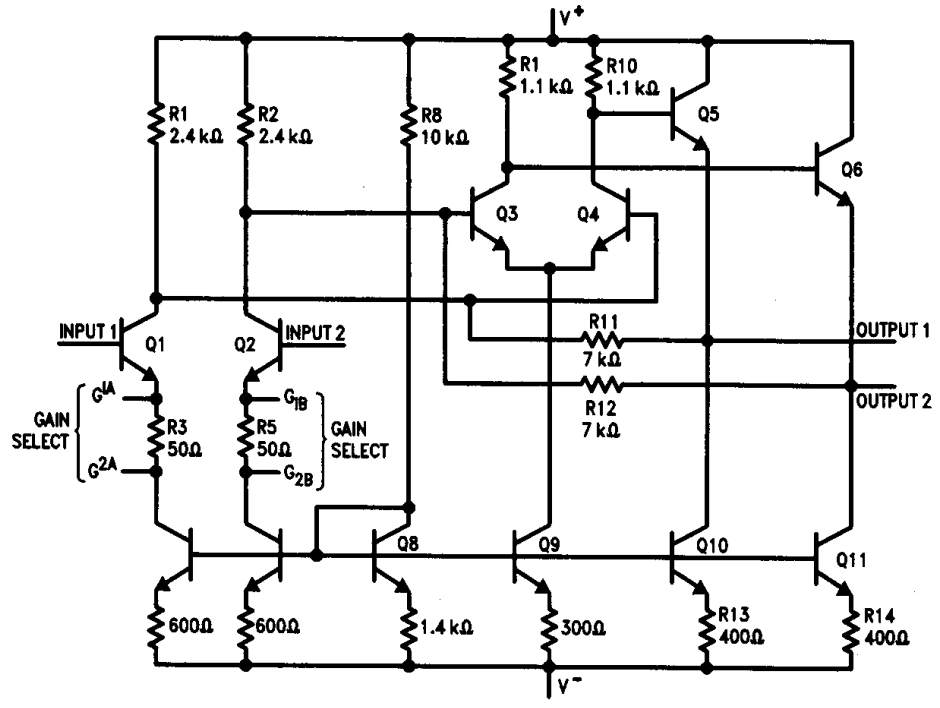 V+
R1
2.4 kΩ
R2
2.4 kΩ
R8
10 kΩ
R1
1.1 kΩ
R10
1.1 kΩ
Q5
Q6
Q3
Q4
INPUT 1
Q1
Q2
INPUT 2
R11
7 kΩ
OUTPUT 1
R12
7 kΩ
OUTPUT 2
GAIN
SELECT
G1A
R3
50Ω
G2A
G1B
R5
50Ω
G2B
GAIN
SELECT
Q8
Q9
Q10
Q11
600Ω
600Ω
1.4 kΩ
300Ω
R13
400Ω
R14
400Ω
V-